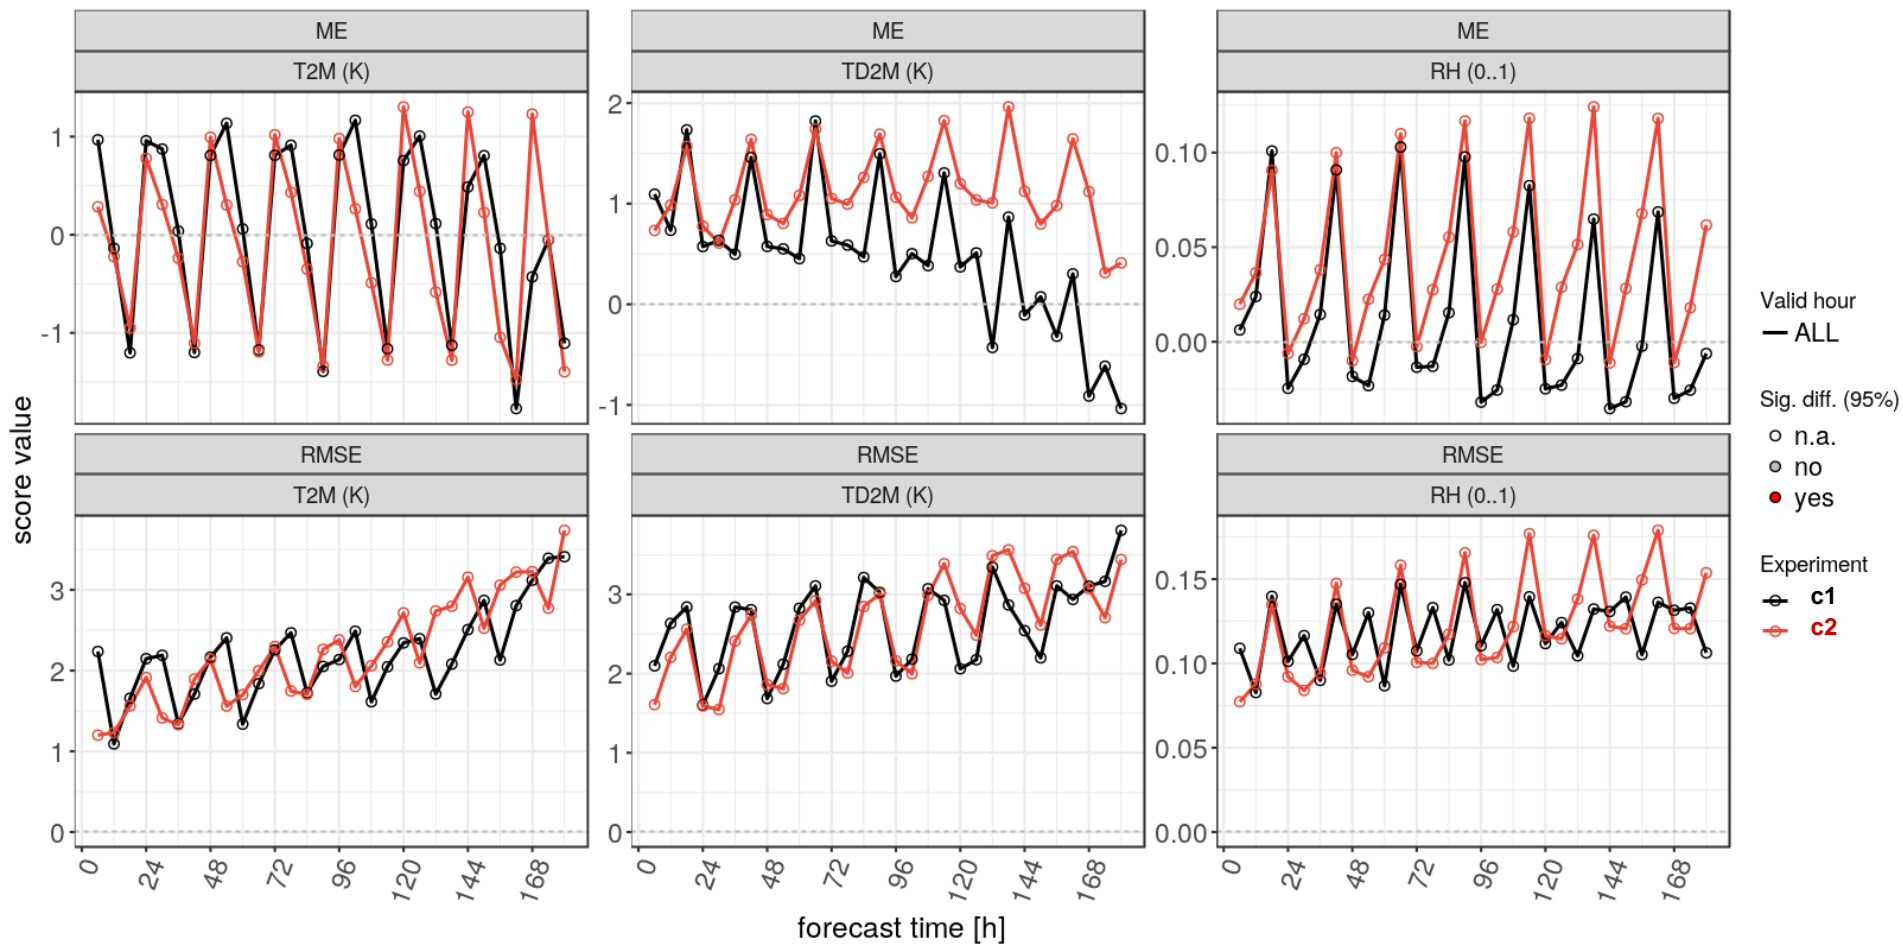 ME
ME
ME
T2M (K)
TD2M (K)
RH (0..1)
1
0
-1
2
1
0
-1
0.10
0.05
0.00
RMSE
RMSE
RMSE
T2M (K)
TD2M (K)
RH (0..1)
3
2
1
0
3
2
1
0
0.15
0.10
0.05
0.00
0 24 48 72 96 120 144 168
0 24 48 72 96 120 144 168
0 24 48 72 96 120 144 168
score value
forecast time [h]
Valid hour
ALL
Sig. diff. (95%)
n.a.
no
yes
Experiment
c1
c2